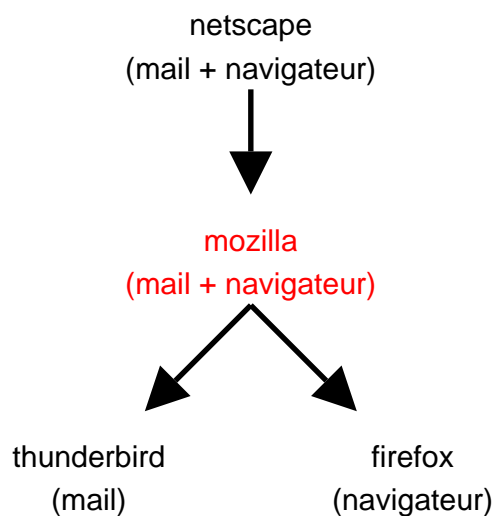 netscape
(mail + navigateur)
mozilla
(mail + navigateur)
thunderbird
(mail)
firefox
(navigateur)